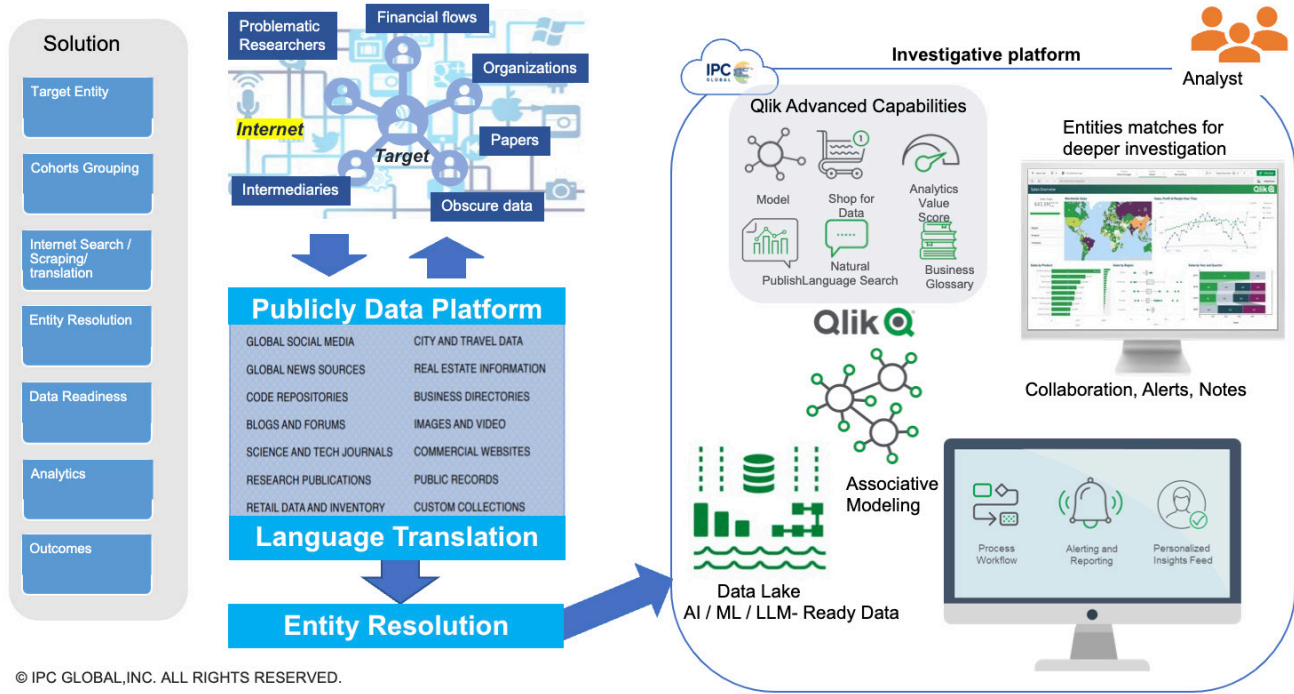 Solution
Target Entity
Cohorts Grouping
Internet Search /
Scraping/
translation
Entity Resolution
Data Readiness
Analytics
Outcomes
Problematic
Researchers
Financial flows
Organizations
Internet
Papers
Target
Intermediaries
Obscure data
Publicly Data Platform
GLOBAL SOCIAL MEDIA
GLOBAL NEWS SOURCES
CODE REPOSITORIES
BLOGS AND FORUMS
SCIENCE AND TECH JOURNALS
RESEARCH PUBLICATIONS
RETAIL DATA AND INVENTORY
CITY AND TRAVEL DATA
REAL ESTATE INFORMATION
BUSINESS DIRECTORIES
IMAGES AND VIDEO
COMMERCIAL WEBSITES
PUBLIC RECORDS
CUSTOM COLLECTIONS
Language Translation
Entity Resolution
IPC
GLOBAL
Investigative platform
Analyst
Qlik Advanced Capabilities
Model
1
Shop for
Data
Analytics
Value
Score
Publish
Natural
Language Search
Business
Glossary
Qlik
Associative
Modeling
Data Lake
AI / ML / LLM- Ready Data
Entities matches for
deeper investigation
Sales Overview
Qlik
Collaboration, Alerts, Notes
Process
Workflow
Alerting and
Reporting
Personalized
Insights Feed
© IPC GLOBAL,INC. ALL RIGHTS RESERVED.